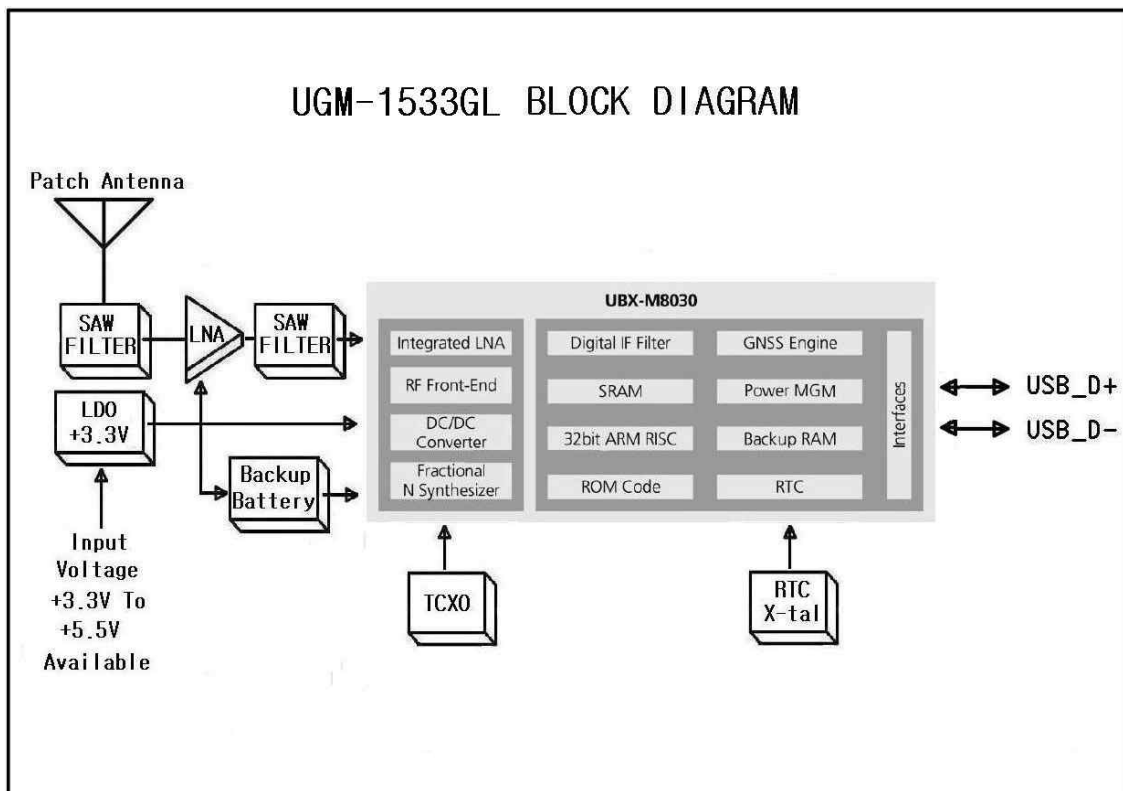 UGM-1533GL BLOCK DIAGRAM
Patch Antenna
SAW
FILTER
LNA
SAW
FILTER
LDO
+3.3V
Backup
Battery
Input
Voltage
+3.3V To
+5.5V
Available
UBX-M8030
Integrated LNA
RF Front-End
DC/DC
Converter
Fractional
N Synthesizer
Digital IF Filter
SRAM
32bit ARM RISC
ROM Code
GNSS Engine
Power MGM
Backup RAM
RTC
Interfaces
USB_D+
USB_D-
TCXO
RTC
X-tal